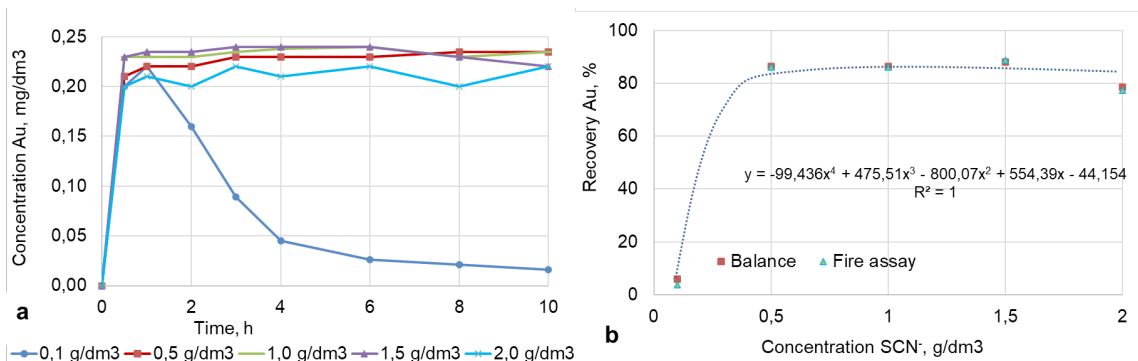 Concentration Au, mg/dm3
0,25
0,20
0,15
0,10
0,05
0,00
0 2 4 6 8 10
a
Time, h
0,1 g/dm3 0,5 g/dm3 1,0 g/dm3 1,5 g/dm3 2,0 g/dm3
Recovery Au, %
100
80
60
40
20
0
y = -99,436x⁴ + 475,51x³ - 800,07x² + 554,39x - 44,154
R² = 1
Balance Fire assay
0 0,5 1 1,5 2
b
Concentration SCN⁻, g/dm3